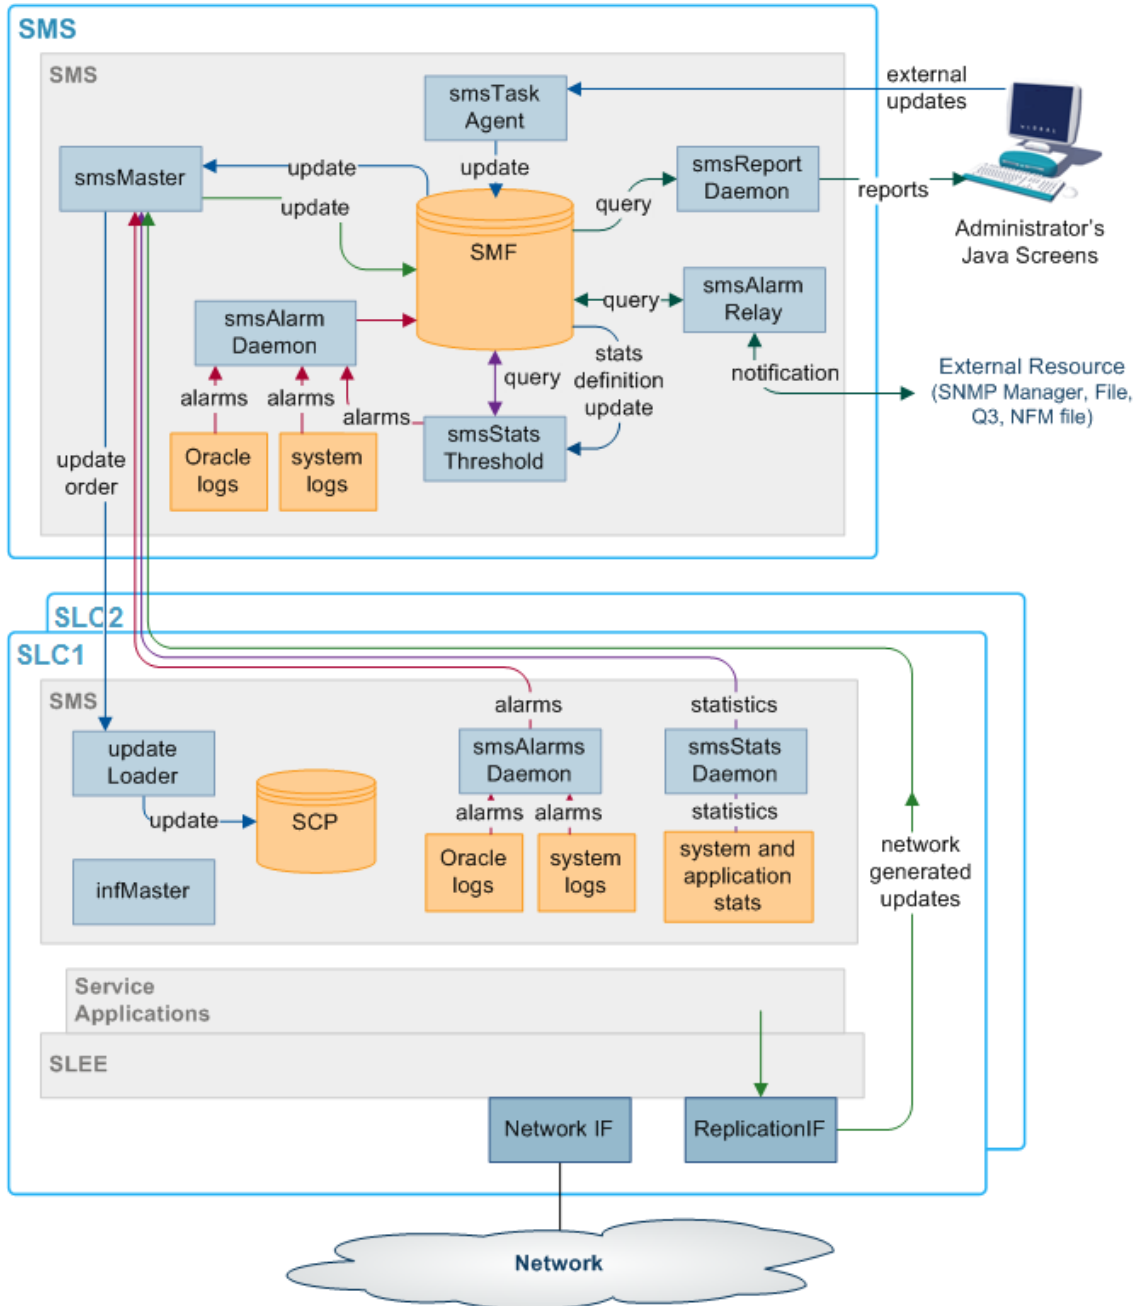 SMS
SMS
smsTask
Agent
external
updates
smsMaster
update
update
update
smsReport
Daemon
query
reports
SMF
Administrator's
Java Screens
smsAlarm
Daemon
query
smsAlarm
Relay
alarms
alarms
alarms
query
stats
definition
update
notification
External Resource
(SNMP Manager, File,
Q3, NFM file)
Oracle
logs
system
logs
smsStats
Threshold
update
order
SLC2
SLC1
SMS
alarms
statistics
update
Loader
smsAlarms
Daemon
smsStats
Daemon
update
SCP
alarms
alarms
statistics
Oracle
logs
system
logs
system and
application
stats
network
generated
updates
infMaster
Service
Applications
SLEE
Network IF
ReplicationIF
Network